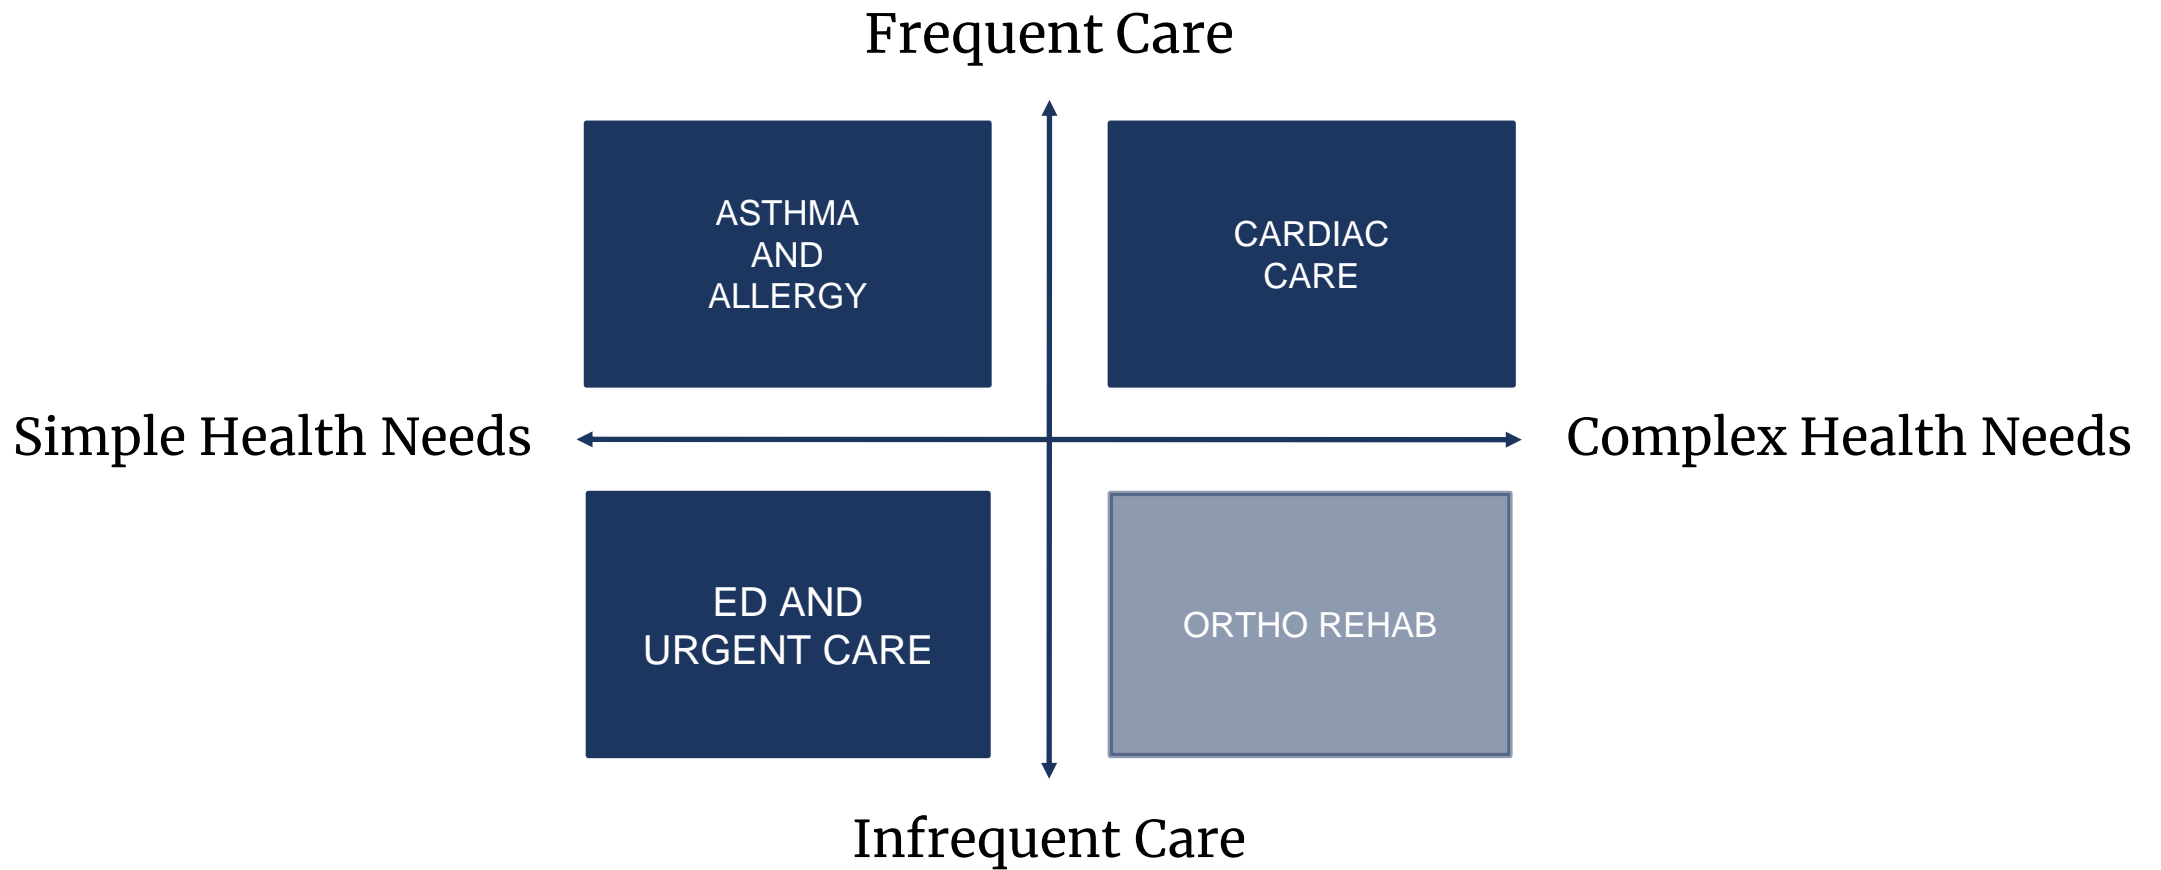 Frequent Care
ASTHMA
AND
ALLERGY
CARDIAC
CARE
Simple Health Needs
Complex Health Needs
ED AND
URGENT CARE
ORTHO REHAB
Infrequent Care